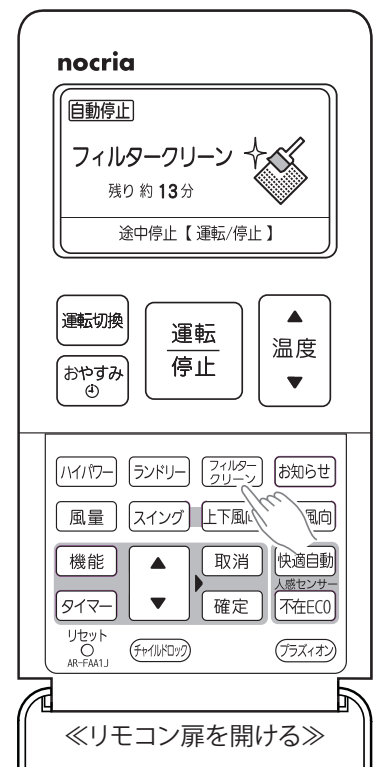 nocria
自動停止
フィルタークリーン
残り 約 13分
途中停止【 運転/停止 】
運転切換
運転
停止
温度
おやすみ
ハイパワー
ランドリー
フィルター
クリーン
お知らせ
風量
スイング
上下風向
風向
機能
取消
快適自動
人感センサー
タイマー
確定
不在ECO
リセット
AR-FAA1J
チャイルドロック
プラズィオン
≪リモコン扉を開ける≫